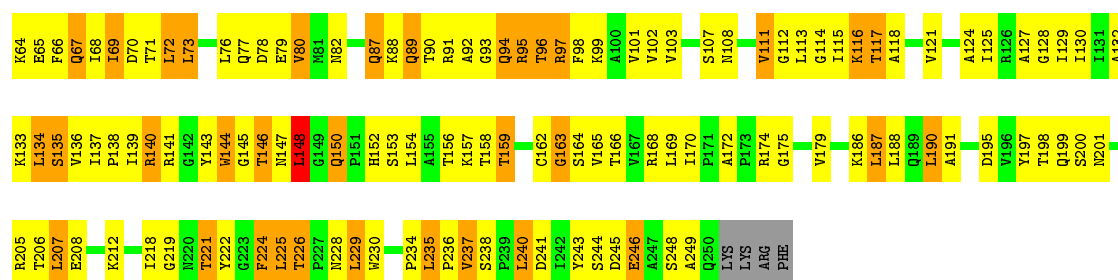 K64 E65 F66 Q67 I68 I69 D70 T71 L72 L73 L76 Q77 D78 E79 V80 M81 N82 Q87 K88 Q89 T90 R91 A92 G93 Q94 R95 T96 R97 F98 K99 A100 V101 V102 V103 S107 N108 V111 G112 L113 G114 I115 K116 T117 A118 V121 A124 I125 R126 A127 G128 I129 I130 I131 A132
K133 L134 S135 V136 I137 P138 I139 R140 R141 G142 Y143 W144 G145 T146 N147 L148 G149 Q150 P151 H152 S153 L154 A155 T156 K157 T158 T159 C162 G163 S164 V165 T166 V167 R168 L169 I170 P171 A172 P173 R174 G175 V179 K186 L187 L188 Q189 L190 A191 D195 V196 Y197 T198 Q199 S200 N201
R205 T206 L207 E208 K212 I218 G219 N220 T221 Y222 G223 F224 L225 T226 P227 N228 L229 W230 P234 L235 P236 V237 S238 P239 L240 D241 I242 Y243 S244 D245 E246 A247 S248 A249 Q250 LYS LYS ARG PHE